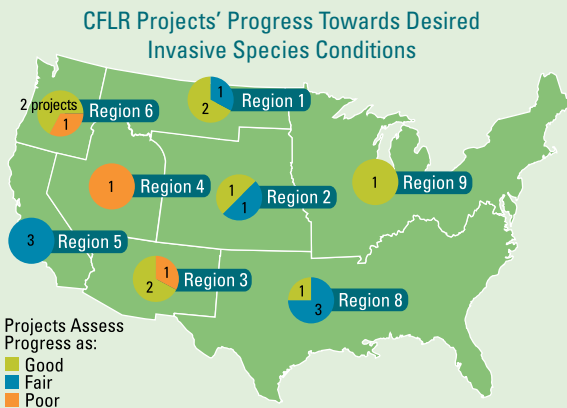 CFLR Projects' Progress Towards Desired
Invasive Species Conditions
2 projects
1
Region 6
1
2
Region 1
1
Region 4
1
1
Region 2
1
Region 9
3
Region 5
1
2
Region 3
1
3
Region 8
Projects Assess
Progress as:
Good
Fair
Poor